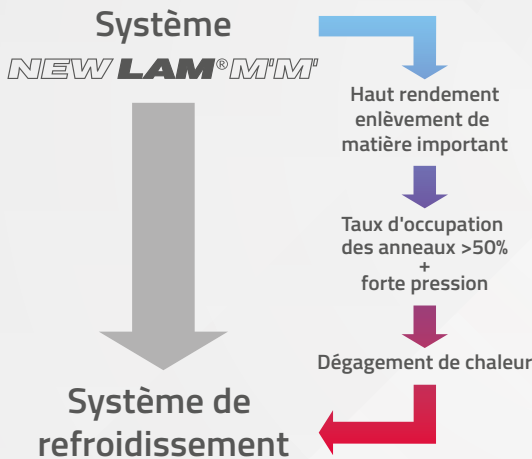 Système
NEW LAM® M'M'
Haut rendement
enlèvement de
matière important
Taux d'occupation
des anneaux >50%
+
forte pression
Dégagement de chaleur
Système de
refroidissement